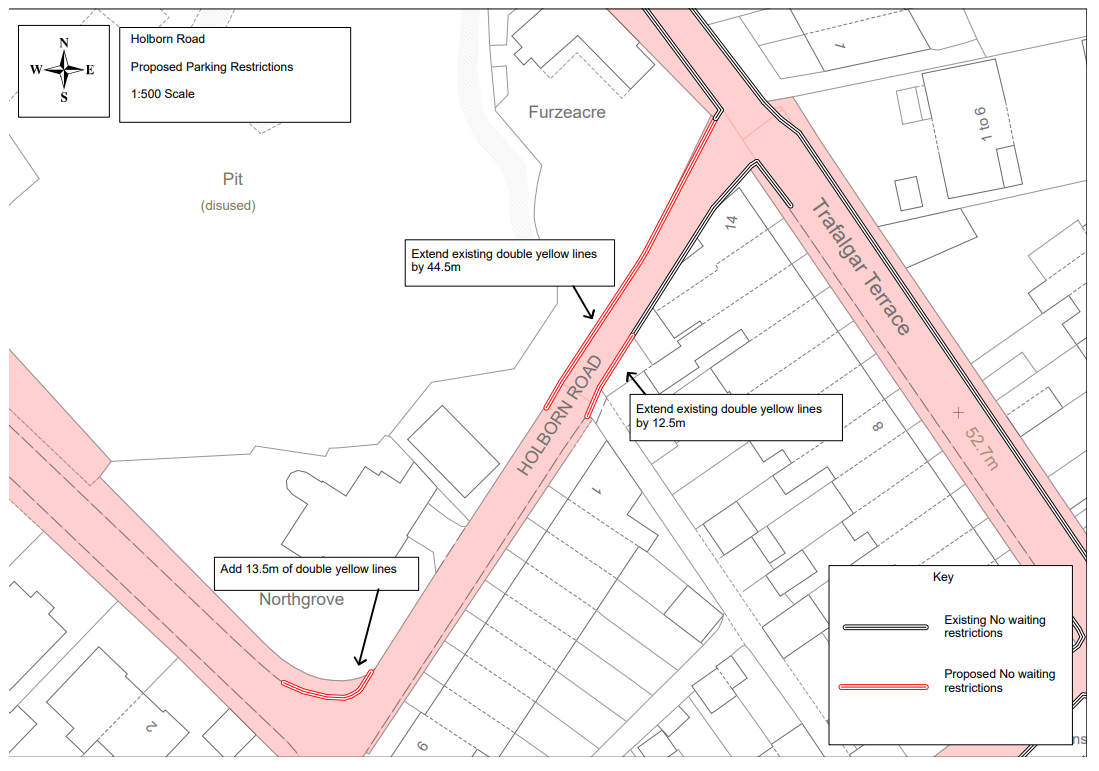 N
W E
S
Holborn Road
Proposed Parking Restrictions
1:500 Scale
Furzeacre
7
1 to 6
Pit
(disused)
14
Trafalgar Terrace
Extend existing double yellow lines
by 44.5m
HOLBORN ROAD
Extend existing double yellow lines
by 12.5m
8
52.7m
1
Add 13.5m of double yellow lines
Northgrove
2
9
Key
Existing No waiting
restrictions
Proposed No waiting
restrictions
ns